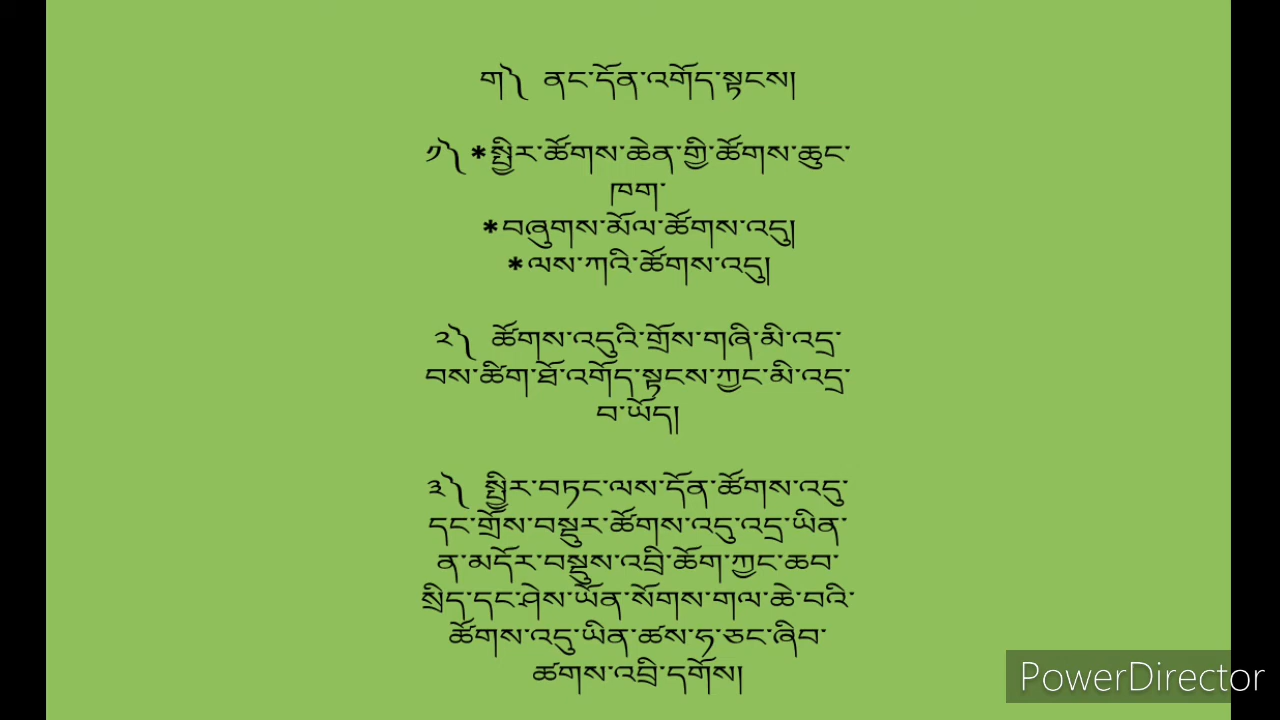 ག༽ ནང་དོན་འགོད་སྟངས།
༡༽ *སྤྱིར་ཚོགས་ཆེན་གྱི་ཚོགས་ཆུང་
ཁག་
*བཞུགས་མོལ་ཚོགས་འདུ།
*ལས་ཀའི་ཚོགས་འདུ།
༢༽ ཚོགས་འདུའི་གྲོས་གཞི་མི་འདྲ་
བས་ཚིག་ཐོ་འགོད་སྟངས་ཀྱང་མི་འདྲ་
བ་ཡོད།
༣༽ སྤྱིར་བཏང་ལས་དོན་ཚོགས་འདུ་
དང་གྲོས་བསྡུར་ཚོགས་འདུ་འདྲ་ཡིན་
ན་མདོར་བསྡུས་འབྲི་ཆོག་ཀྱང་ཆབ་
སྲིད་དང་ཤེས་ཡོན་སོགས་གལ་ཆེ་བའི་
ཚོགས་འདུ་ཡིན་ཚས་ཧ་ཅང་ཞིབ་
ཚགས་འབྲི་དགོས།
PowerDirector